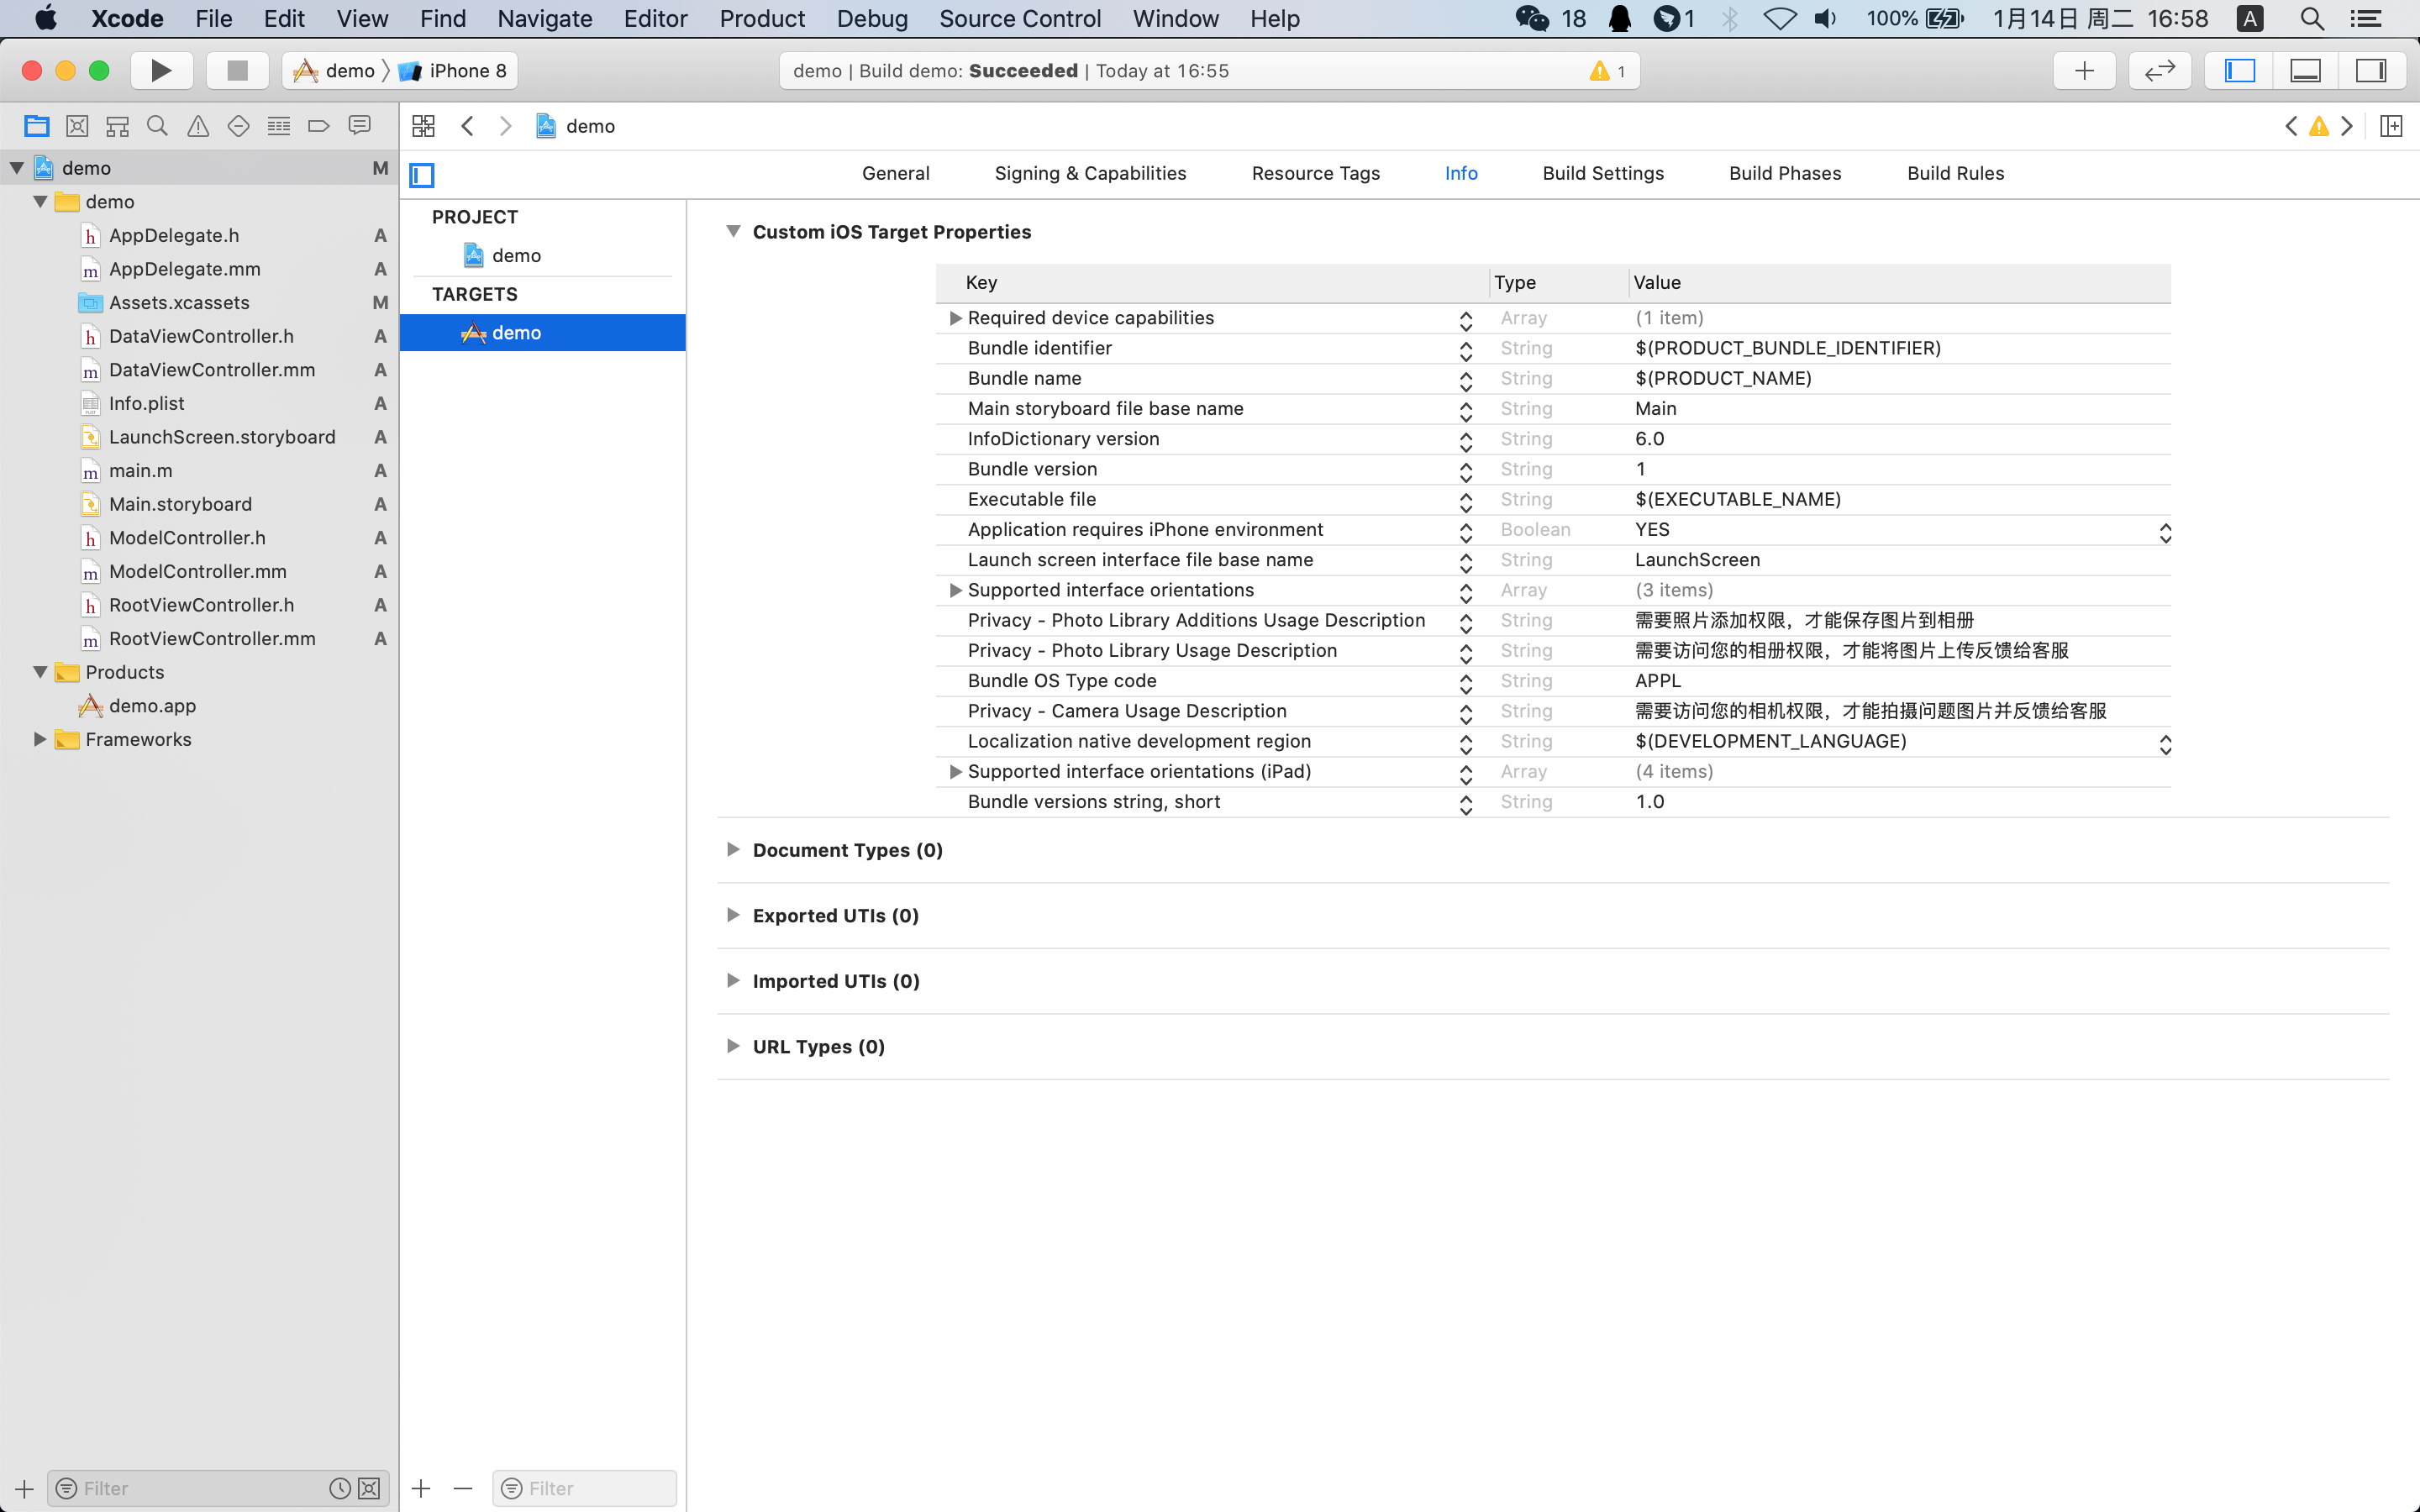 Xcode File Edit View Find Navigate Editor Product Debug Source Control Window Help 18 1 100% 1月14日 周二 16:58 A
demo iPhone 8 demo | Build demo: Succeeded | Today at 16:55 1
demo
General Signing & Capabilities Resource Tags Info Build Settings Build Phases Build Rules
demo M
demo
AppDelegate.h A
AppDelegate.mm A
Assets.xcassets M
DataViewController.h A
DataViewController.mm A
Info.plist A
LaunchScreen.storyboard A
main.m A
Main.storyboard A
ModelController.h A
ModelController.mm A
RootViewController.h A
RootViewController.mm A
Products
demo.app
Frameworks
Filter
PROJECT
demo
TARGETS
demo
Filter
Custom iOS Target Properties
Key Type Value
Required device capabilities Array (1 item)
Bundle identifier String $(PRODUCT_BUNDLE_IDENTIFIER)
Bundle name String $(PRODUCT_NAME)
Main storyboard file base name String Main
InfoDictionary version String 6.0
Bundle version String 1
Executable file String $(EXECUTABLE_NAME)
Application requires iPhone environment Boolean YES
Launch screen interface file base name String LaunchScreen
Supported interface orientations Array (3 items)
Privacy - Photo Library Additions Usage Description String 需要照片添加权限，才能保存图片到相册
Privacy - Photo Library Usage Description String 需要访问您的相册权限，才能将图片上传反馈给客服
Bundle OS Type code String APPL
Privacy - Camera Usage Description String 需要访问您的相机权限，才能拍摄问题图片并反馈给客服
Localization native development region String $(DEVELOPMENT_LANGUAGE)
Supported interface orientations (iPad) Array (4 items)
Bundle versions string, short String 1.0
Document Types (0)
Exported UTIs (0)
Imported UTIs (0)
URL Types (0)